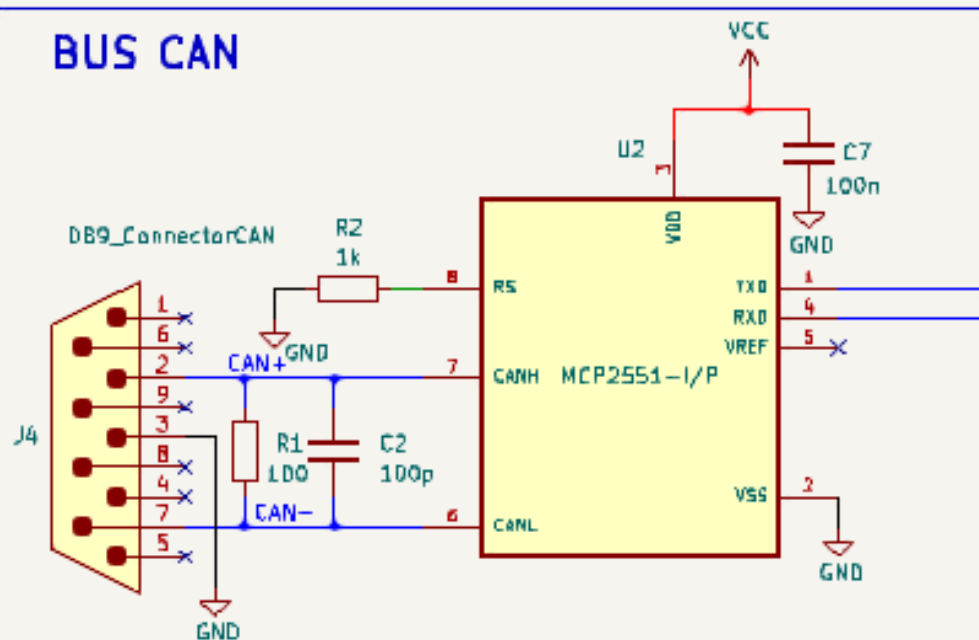 BUS CAN
VCC
U2
3
C7
100n
GND
VDD
DB9_ConnectorCAN
R2
1k
8
RS
TXD
1
RXD
4
VREF
5
GND
1
6
CAN+
2
7
CANH
MCP2551-I/P
9
J4
3
R1
100
C2
100p
8
4
VSS
2
7
CAN-
6
CANL
5
GND
GND